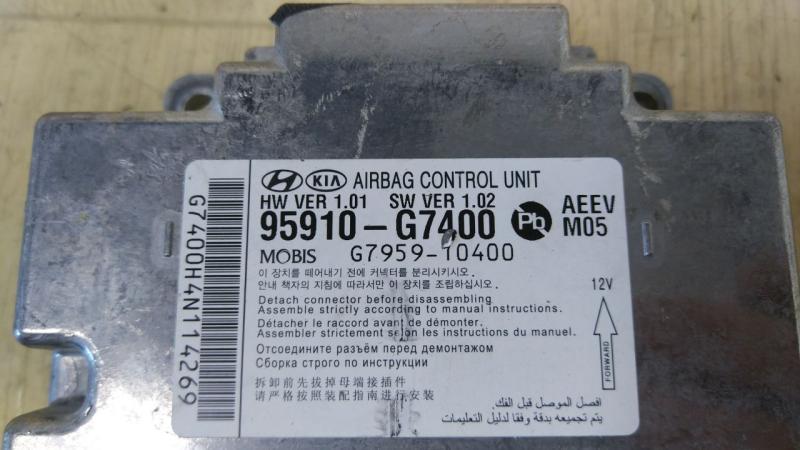 KIA AIRBAG CONTROL UNIT
HW VER 1.01 SW VER 1.02
95910-G7400 Pb AEEV
M05
MOBIS G7959-10400
이 장치를 떼어내기 전에 커넥터를 분리시키시오.
안내 책자의 지침에 따라서만 이 장치를 조립하십시오.
Detach connector before disassembling
Assemble strictly according to manual instructions.
Détacher le raccord avant de démonter.
Assembler strictement selon les instructions du manuel.
Отсоедините разъём перед демонтажом
Сборка строго по инструкции
拆卸前先拔掉母端接插件
请严格按照装配指南进行安装
12V
FORWARD
افصل الموصل قبل الفك.
يتم تجميعه بدقة وفقا لدليل التعليمات
G7400H4N114269